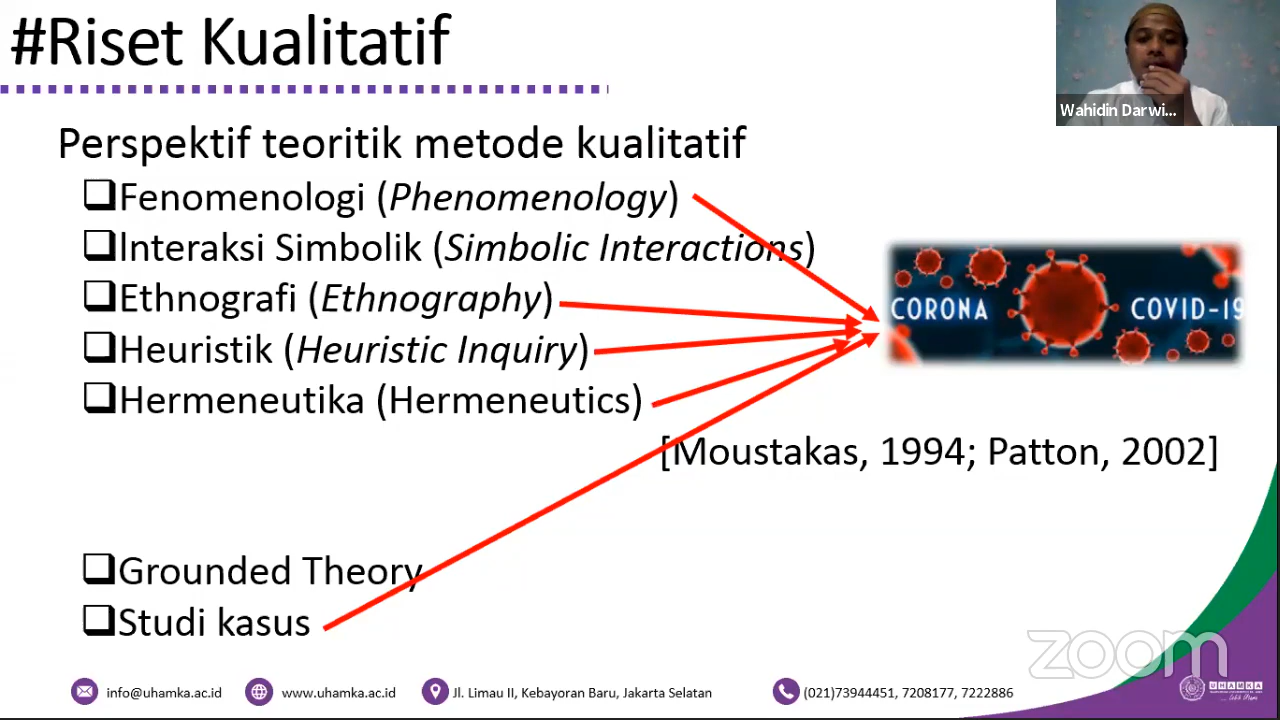 #Riset Kualitatif
Wahidin Darwi...
Perspektif teoritik metode kualitatif
Fenomenologi (Phenomenology)
Interaksi Simbolik (Simbolic Interactions)
Ethnografi (Ethnography)
Heuristik (Heuristic Inquiry)
Hermeneutika (Hermeneutics)
CORONA
COVID-19
[Moustakas, 1994; Patton, 2002]
Grounded Theory
Studi kasus
zoom
info@uhamka.ac.id
www.uhamka.ac.id
Jl. Limau II, Kebayoran Baru, Jakarta Selatan
(021)73944451, 7208177, 7222886
UHAMKA